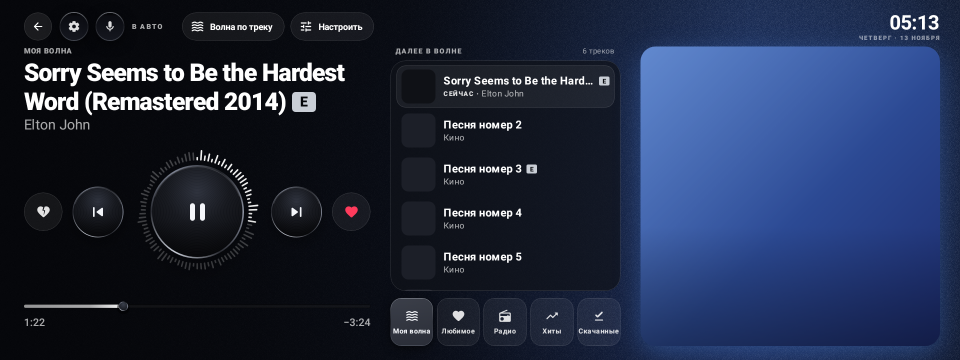 В АВТО
Волна по треку
Настроить
05:13
ЧЕТВЕРГ · 13 НОЯБРЯ
МОЯ ВОЛНА
Sorry Seems to Be the Hardest
Word (Remastered 2014) E
Elton John
1:22
−3:24
ДАЛЕЕ В ВОЛНЕ
6 треков
Sorry Seems to Be the Hard... E
СЕЙЧАС · Elton John
Песня номер 2
Кино
Песня номер 3 E
Кино
Песня номер 4
Кино
Песня номер 5
Кино
Моя волна
Любимое
Радио
Хиты
Скачанные